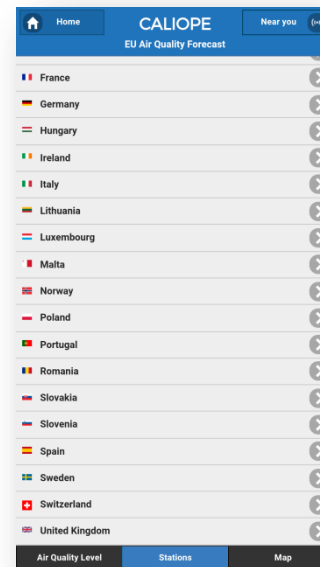 Home
CALIOPE
Near you
EU Air Quality Forecast
France
Germany
Hungary
Ireland
Italy
Lithuania
Luxembourg
Malta
Norway
Poland
Portugal
Romania
Slovakia
Slovenia
Spain
Sweden
Switzerland
United Kingdom
Air Quality Level
Stations
Map